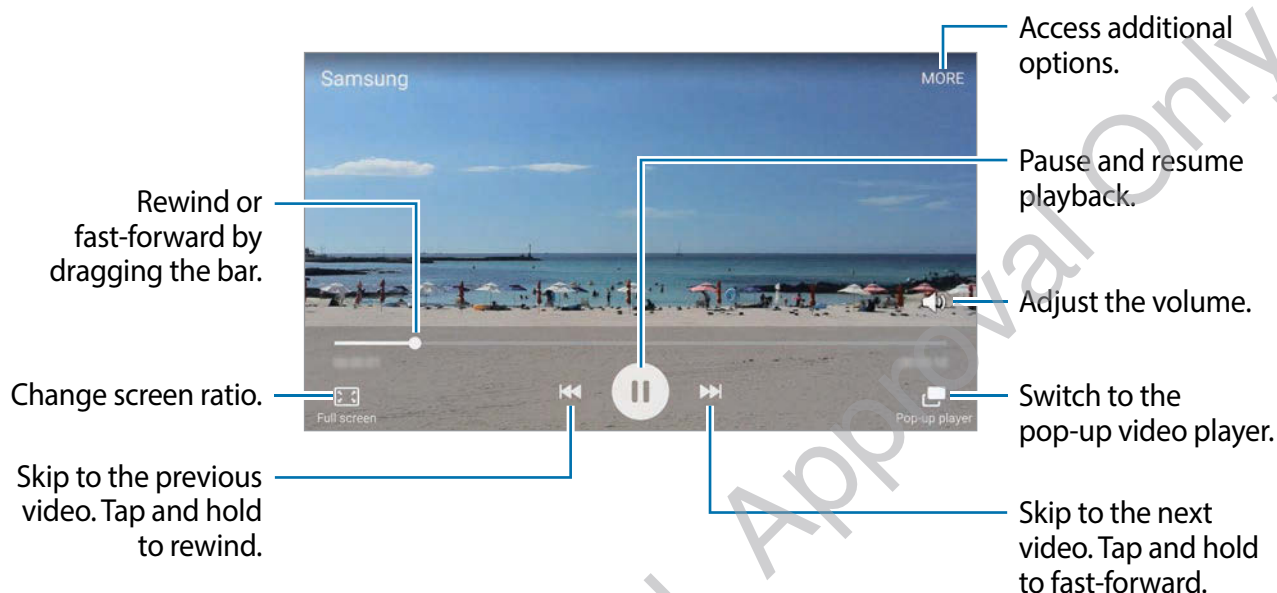 Access additional
options.
Samsung
MORE
Pause and resume
playback.
Rewind or
fast-forward by
dragging the bar.
Adjust the volume.
Change screen ratio.
Full screen
Pop-up player
Switch to the
pop-up video player.
Skip to the previous
video. Tap and hold
to rewind.
Skip to the next
video. Tap and hold
to fast-forward.
Approval Only